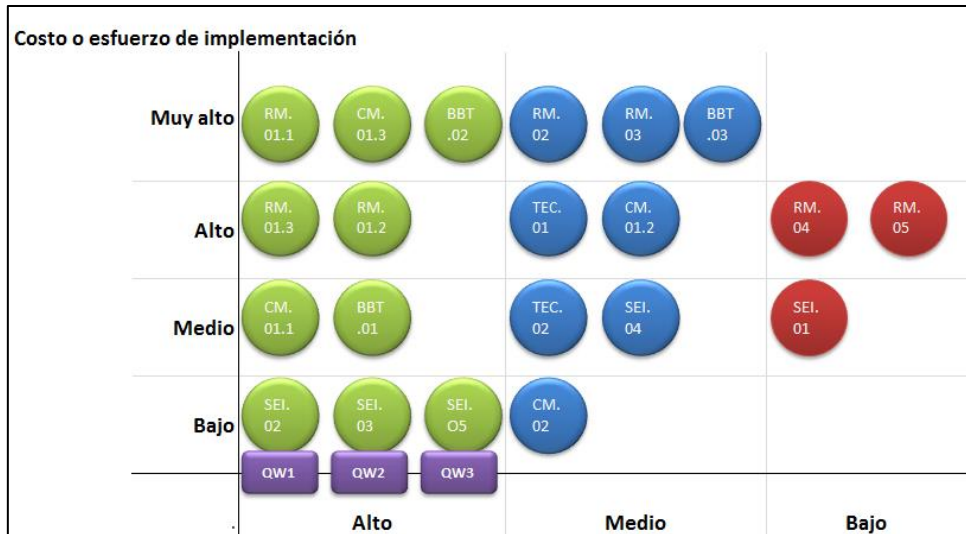 Costo o esfuerzo de implementación
Muy alto
RM.
01.1
CM.
01.3
BBT
.02
RM.
02
RM.
03
BBT
.03
Alto
RM.
01.3
RM.
01.2
TEC.
01
CM.
01.2
RM.
04
RM.
05
Medio
CM.
01.1
BBT
.01
TEC.
02
SEI.
04
SEI.
01
Bajo
SEI.
02
SEI.
03
SEI.
O5
CM.
02
QW1
QW2
QW3
.
Alto
Medio
Bajo